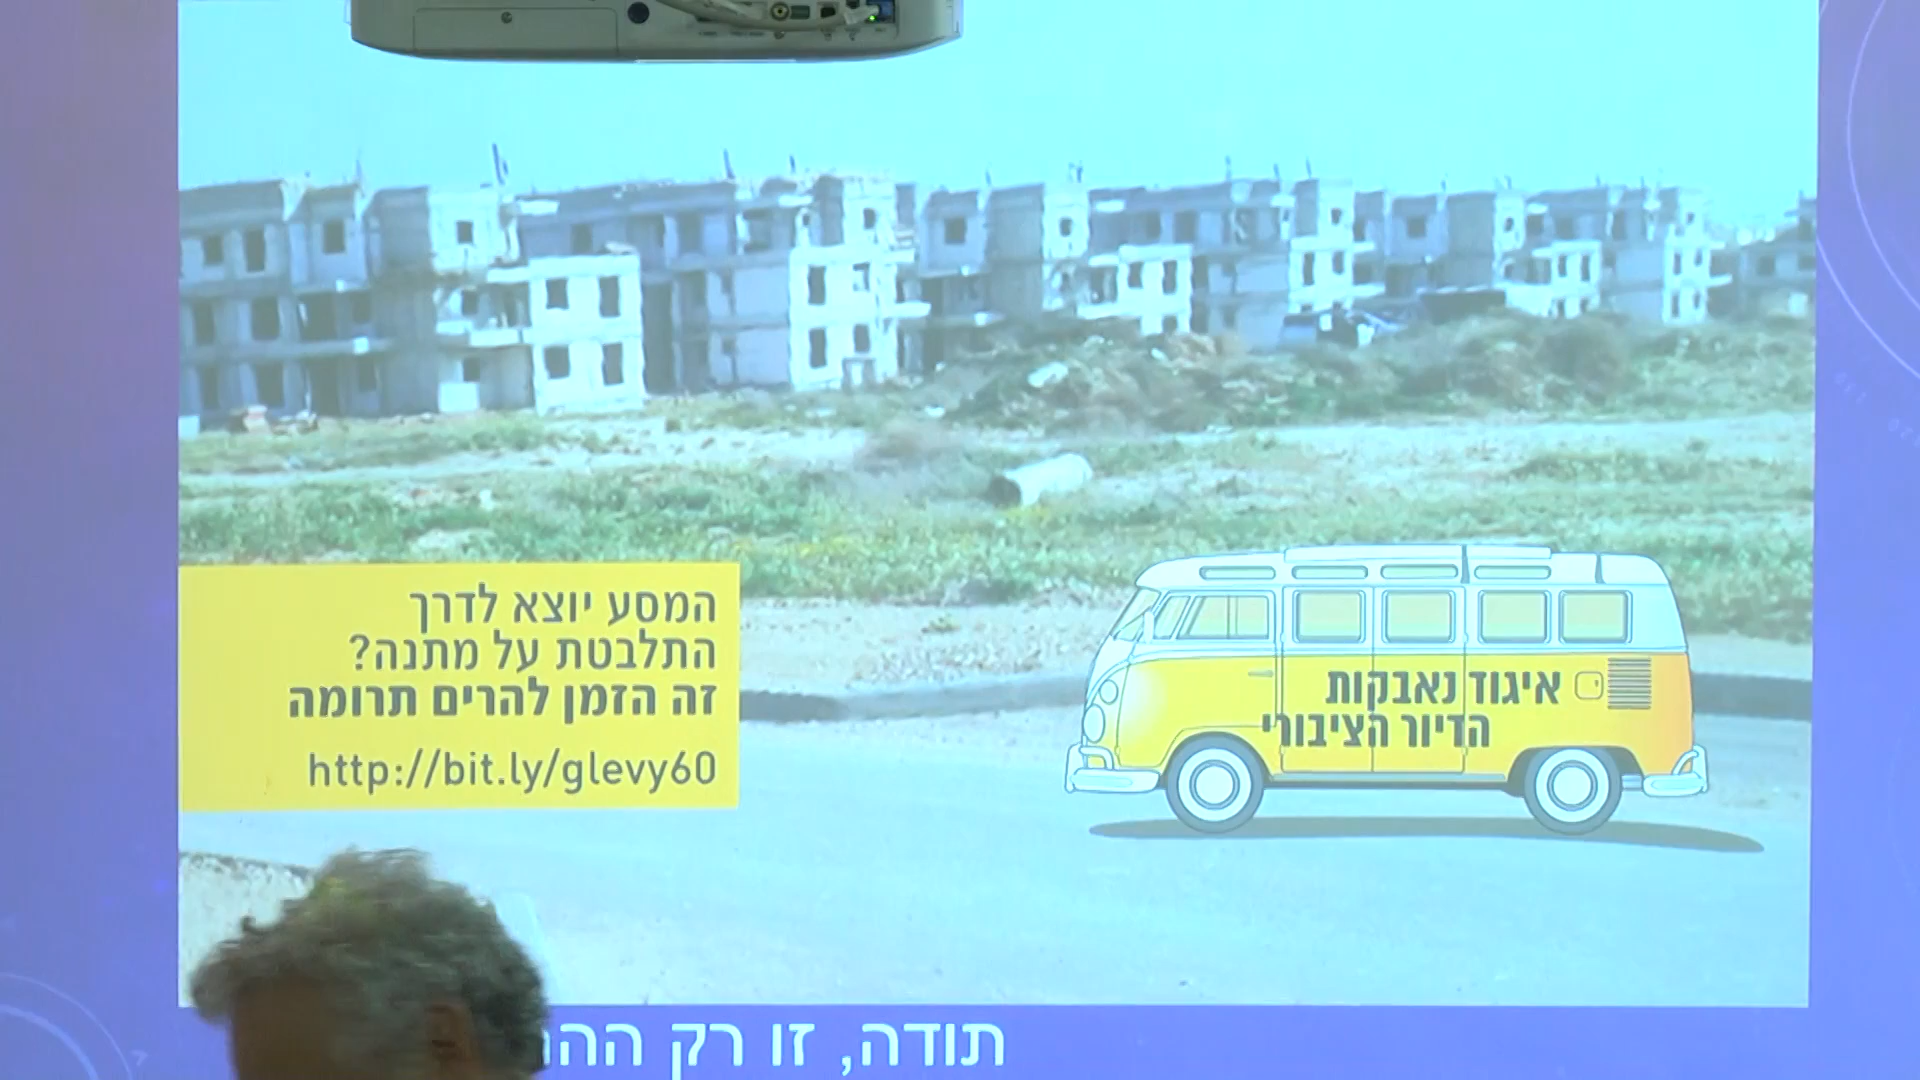 המסע יוצא לדרך
התלבטת על מתנה?
זה הזמן להרים תרומה
http://bit.ly/glevy60
איגוד נאבקות
הדיור הציבורי
תודה, זו רק